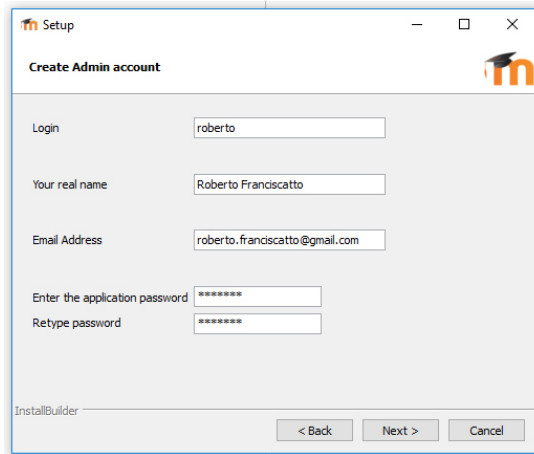 Setup
Create Admin account
Login roberto
Your real name Roberto Franciscatto
Email Address roberto.franciscatto@gmail.com
Enter the application password *******
Retype password *******
InstallBuilder
< Back Next > Cancel